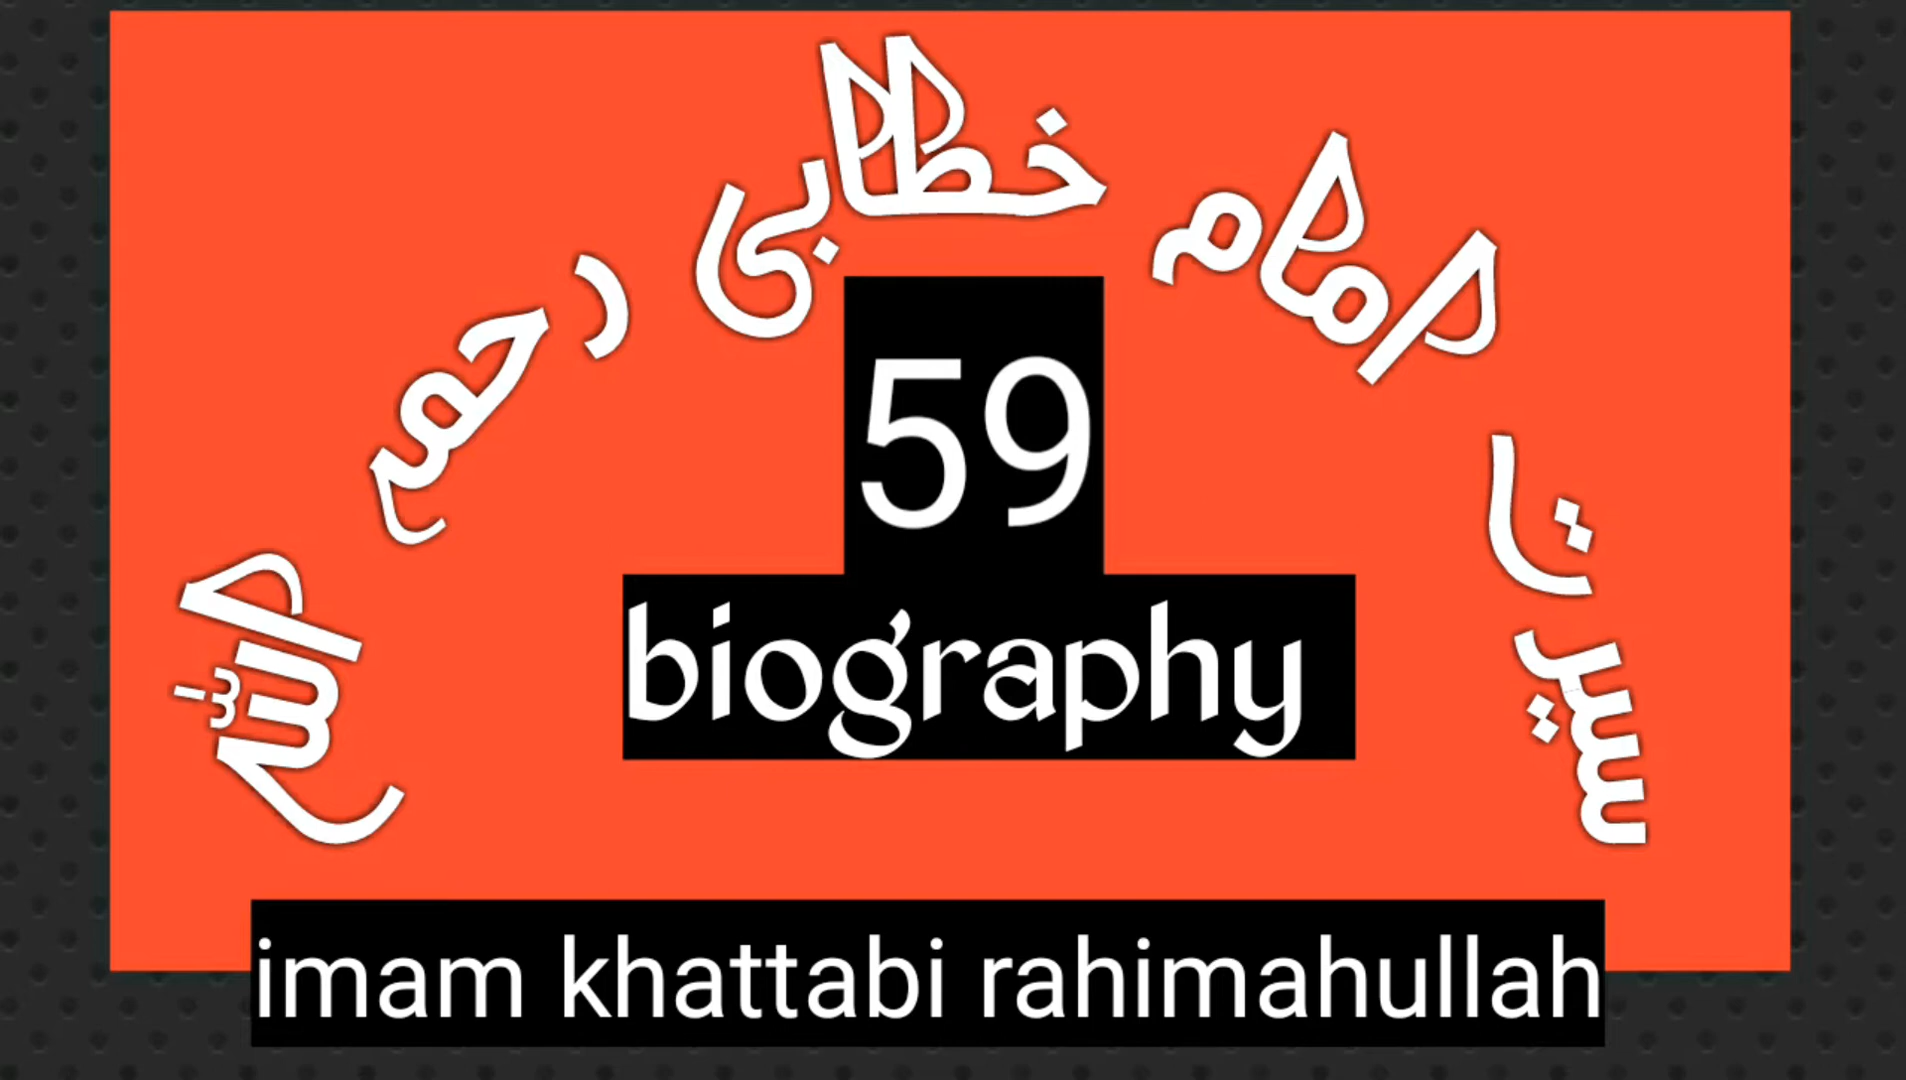 سیرت امام خطابی رحمہ اللہ
59
biography
imam khattabi rahimahullah